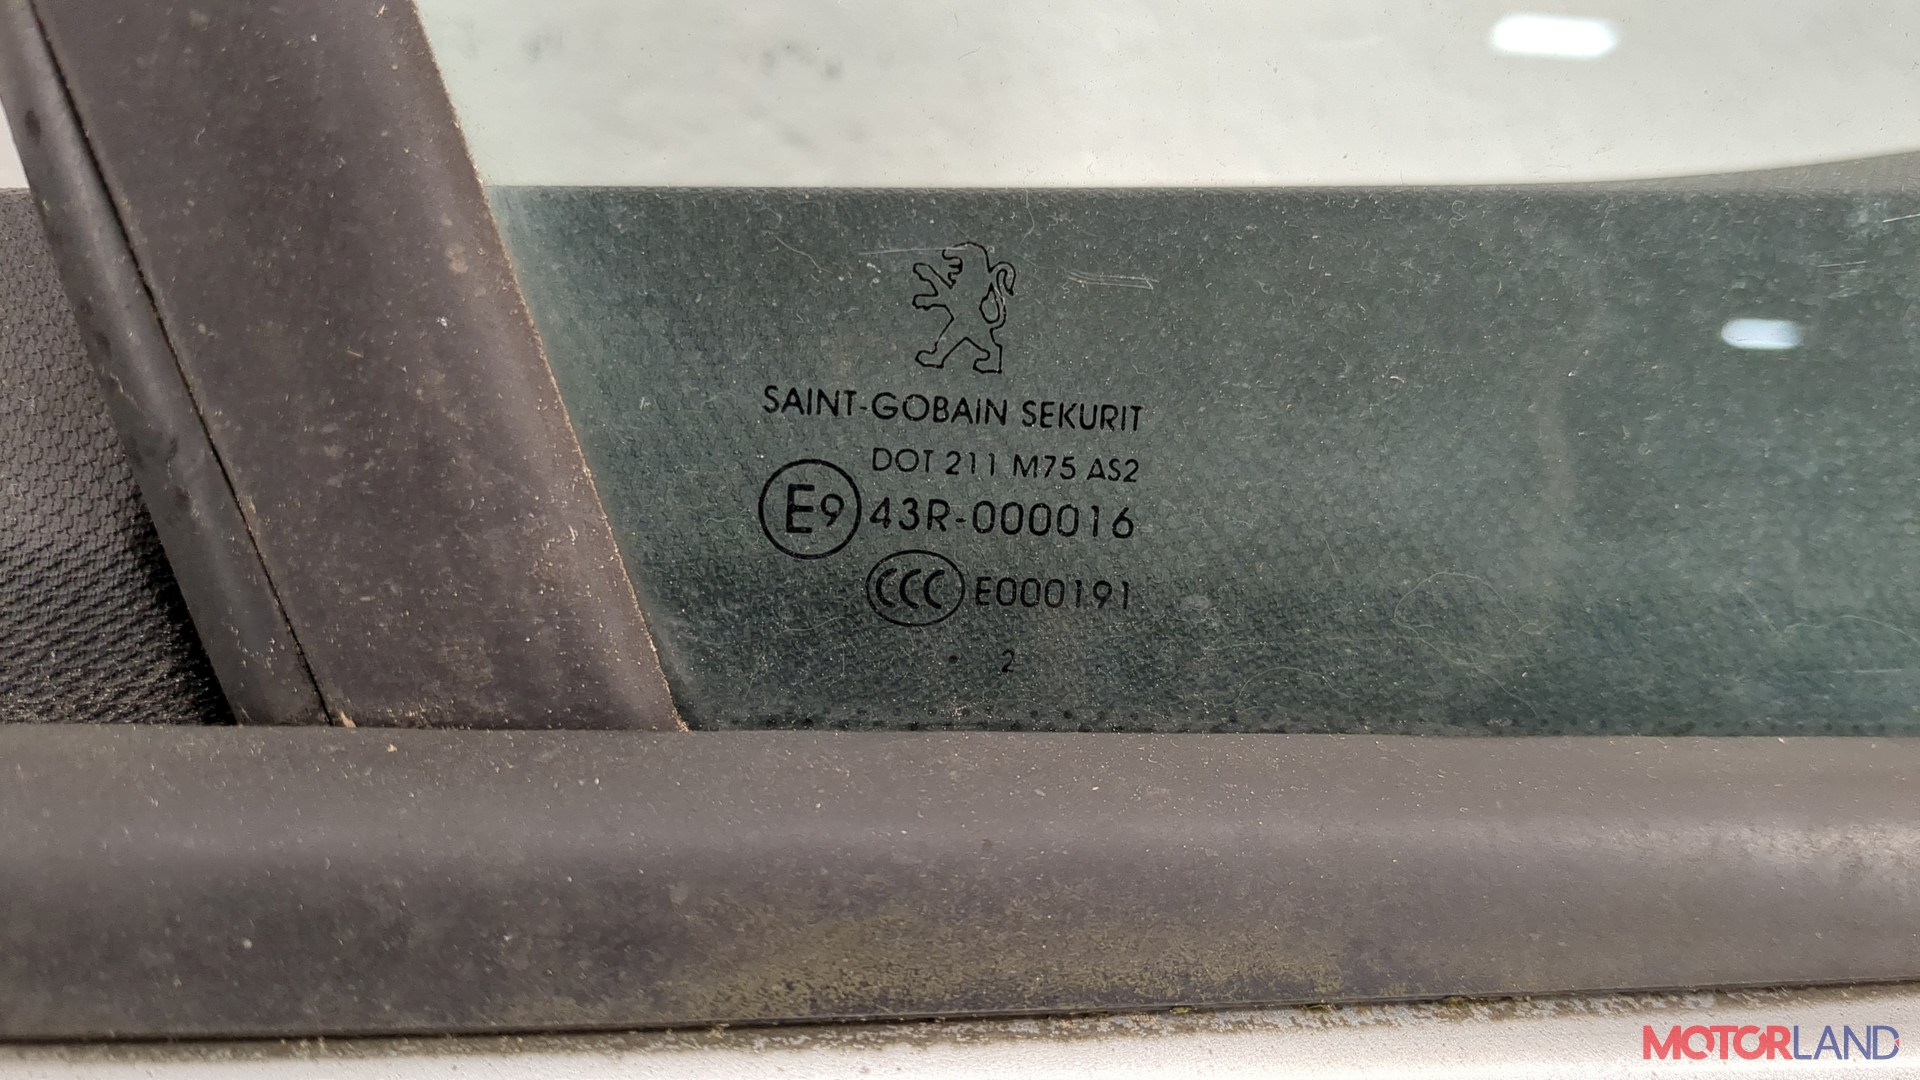 SAINT-GOBAIN SEKURIT
DOT 211 M75 AS2
E9 43R-000016
CCC E000191
. 2
MOTORLAND